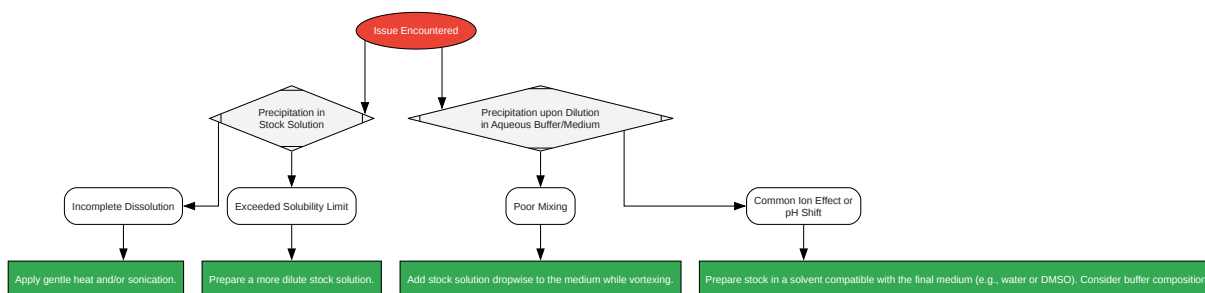 Issue Encountered
Precipitation in
Stock Solution
Precipitation upon Dilution
in Aqueous Buffer/Medium
Incomplete Dissolution
Exceeded Solubility Limit
Poor Mixing
Common Ion Effect or
pH Shift
Apply gentle heat and/or sonication.
Prepare a more dilute stock solution.
Add stock solution dropwise to the medium while vortexing.
Prepare stock in a solvent compatible with the final medium (e.g., water or DMSO). Consider buffer composition